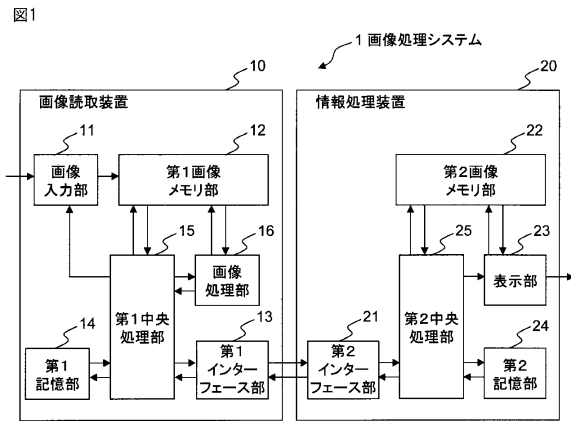 図1
1 画像処理システム
10
画像読取装置
11
画像
入力部
12
第1画像
メモリ部
15
第1中央
処理部
16
画像
処理部
14
第1
記憶部
13
第1
インター
フェース部
20
情報処理装置
22
第2画像
メモリ部
25
第2中央
処理部
23
表示部
21
第2
インター
フェース部
24
第2
記憶部